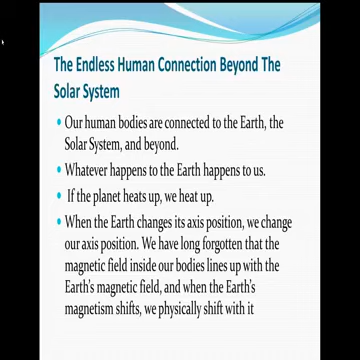 The Endless Human Connection Beyond The
Solar System
• Our human bodies are connected to the Earth, the
Solar System, and beyond.
• Whatever happens to the Earth happens to us.
• If the planet heats up, we heat up.
• When the Earth changes its axis position, we change
our axis position. We have long forgotten that the
magnetic field inside our bodies lines up with the
Earth's magnetic field, and when the Earth's
magnetism shifts, we physically shift with it